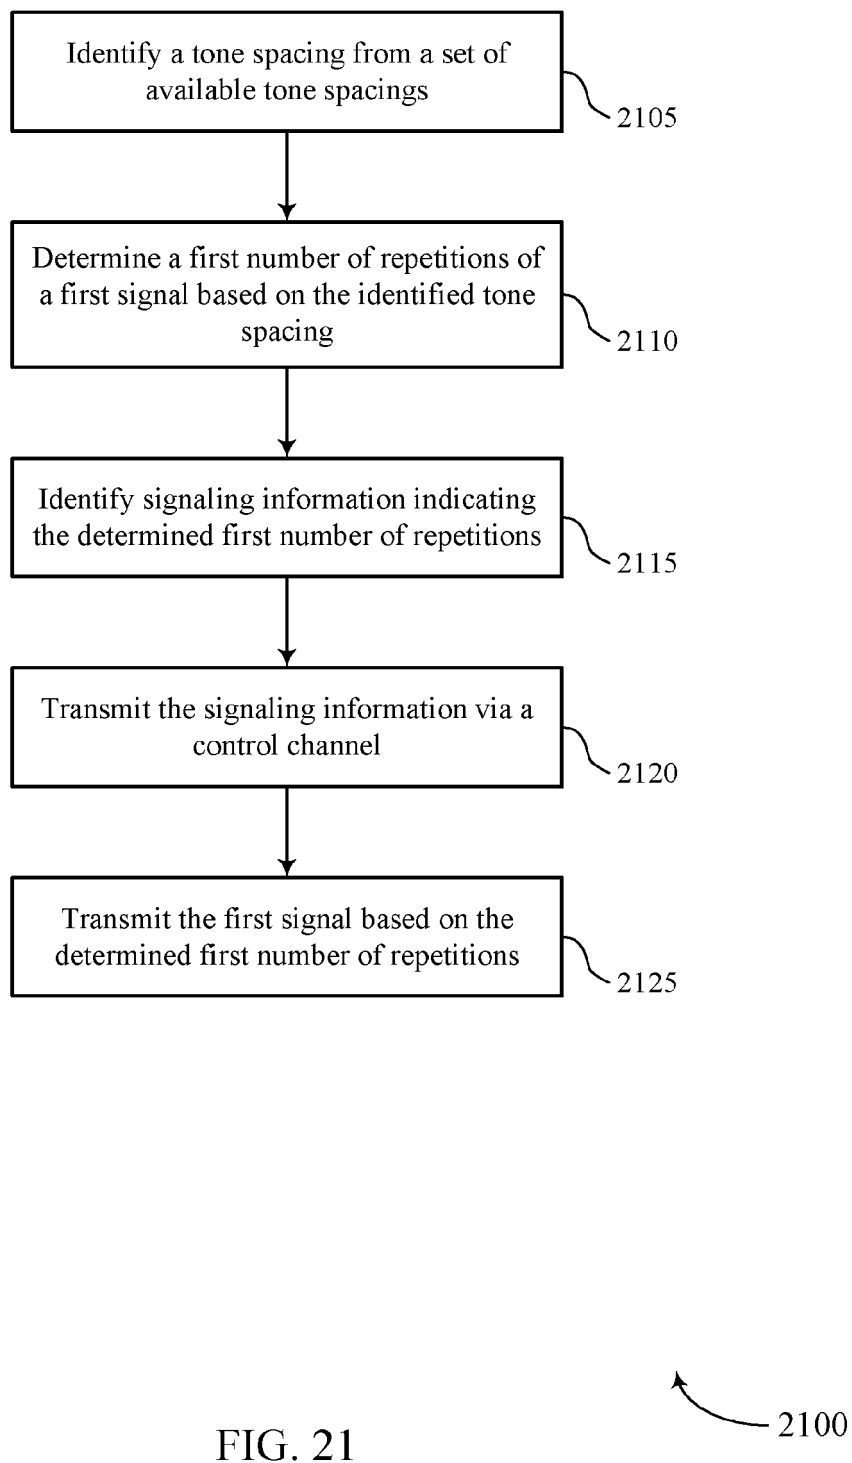 Identify a tone spacing from a set of
available tone spacings
2105
Determine a first number of repetitions of
a first signal based on the identified tone
spacing
2110
Identify signaling information indicating
the determined first number of repetitions
2115
Transmit the signaling information via a
control channel
2120
Transmit the first signal based on the
determined first number of repetitions
2125
2100
FIG. 21